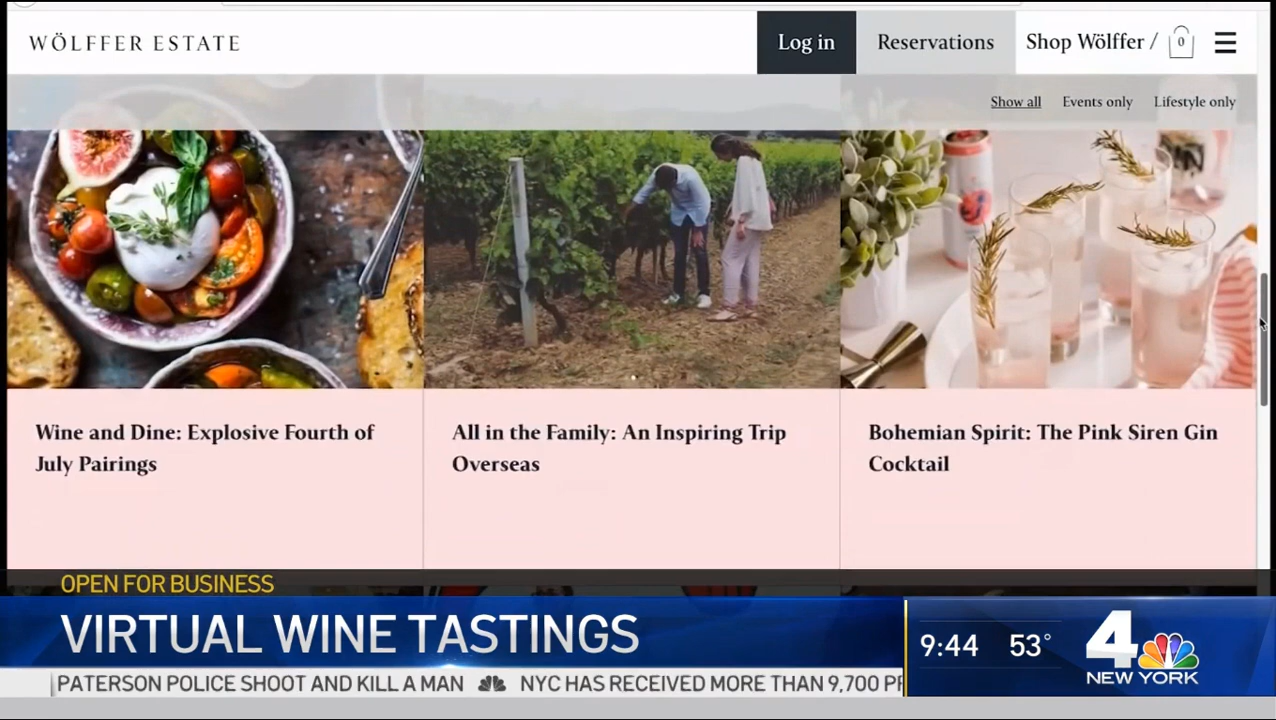 WÖLFFER ESTATE
Log in
Reservations
Shop Wölffer /
0
Show all
Events only
Lifestyle only
Wine and Dine: Explosive Fourth of
July Pairings
All in the Family: An Inspiring Trip
Overseas
Bohemian Spirit: The Pink Siren Gin
Cocktail
OPEN FOR BUSINESS
VIRTUAL WINE TASTINGS
9:44 53°
4
NEW YORK
PATERSON POLICE SHOOT AND KILL A MAN
NYC HAS RECEIVED MORE THAN 9,700